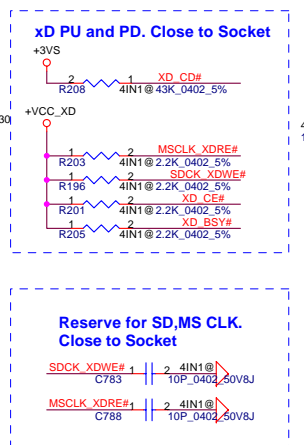 xD PU and PD. Close to Socket
+3VS
2 1 XD_CD#
R208 4IN1@ 43K_0402_5%
30 +VCC_XD
4
1
1 2 MSCLK_XDRE#
R203 4IN1@ 2.2K_0402_5%
1 2 SDCK_XDWE#
R196 4IN1@ 2.2K_0402_5%
1 2 XD_CE#
R201 4IN1@ 2.2K_0402_5%
1 2 XD_BSY#
R205 4IN1@ 2.2K_0402_5%
Reserve for SD,MS CLK.
Close to Socket
SDCK_XDWE# 1 2 4IN1@
C783 10P_0402_50V8J
MSCLK_XDRE# 1 2 4IN1@
C788 10P_0402_50V8J